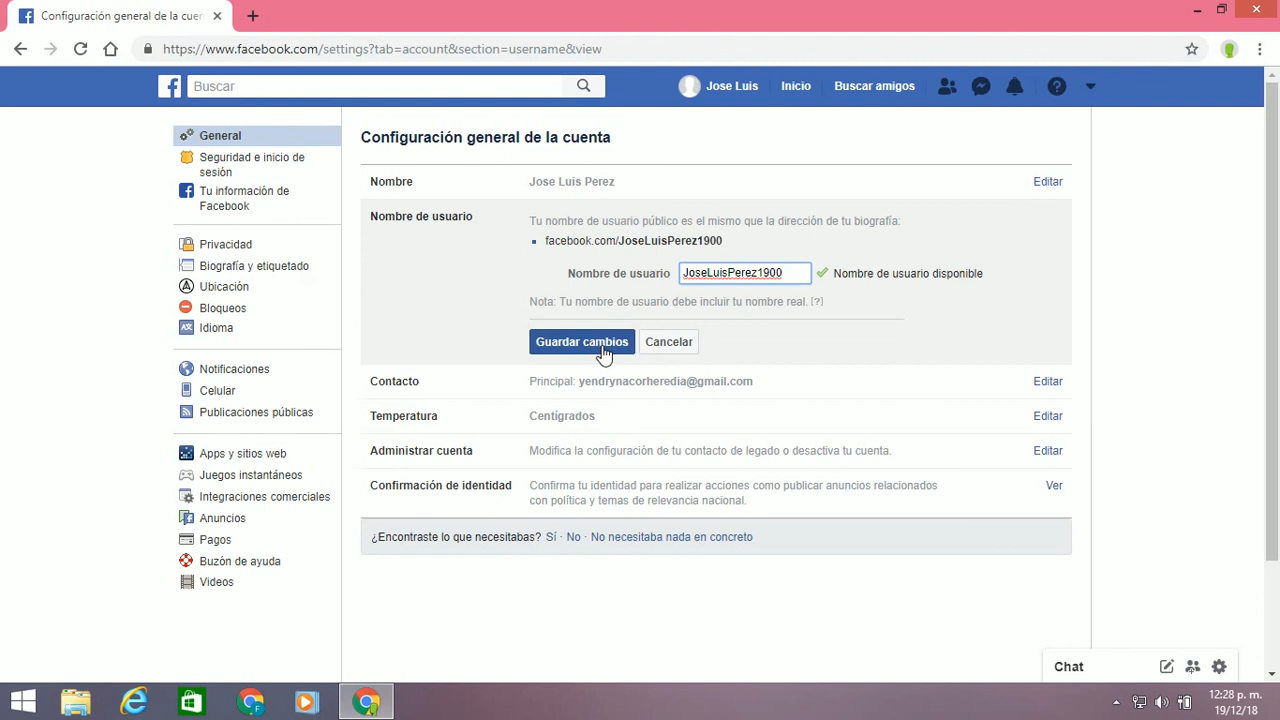 Configuración general de la cuen
https://www.facebook.com/settings?tab=account&section=username&view
Buscar
Jose Luis
Inicio
Buscar amigos
General
Seguridad e inicio de
sesión
Tu información de
Facebook
Privacidad
Biografía y etiquetado
Ubicación
Bloqueos
Idioma
Notificaciones
Celular
Publicaciones públicas
Apps y sitios web
Juegos instantáneos
Integraciones comerciales
Anuncios
Pagos
Buzón de ayuda
Videos
Configuración general de la cuenta
Nombre Jose Luis Perez Editar
Nombre de usuario
Tu nombre de usuario público es el mismo que la dirección de tu biografía:
facebook.com/JoseLuisPerez1900
Nombre de usuario JoseLuisPerez1900 Nombre de usuario disponible
Nota: Tu nombre de usuario debe incluir tu nombre real. [?]
Guardar cambios Cancelar
Contacto Principal: yendrynacorheredia@gmail.com Editar
Temperatura Centígrados Editar
Administrar cuenta Modifica la configuración de tu contacto de legado o desactiva tu cuenta. Editar
Confirmación de identidad Confirma tu identidad para realizar acciones como publicar anuncios relacionados Ver
con política y temas de relevancia nacional.
¿Encontraste lo que necesitabas? Sí · No · No necesitaba nada en concreto
Chat
12:28 p. m.
19/12/18